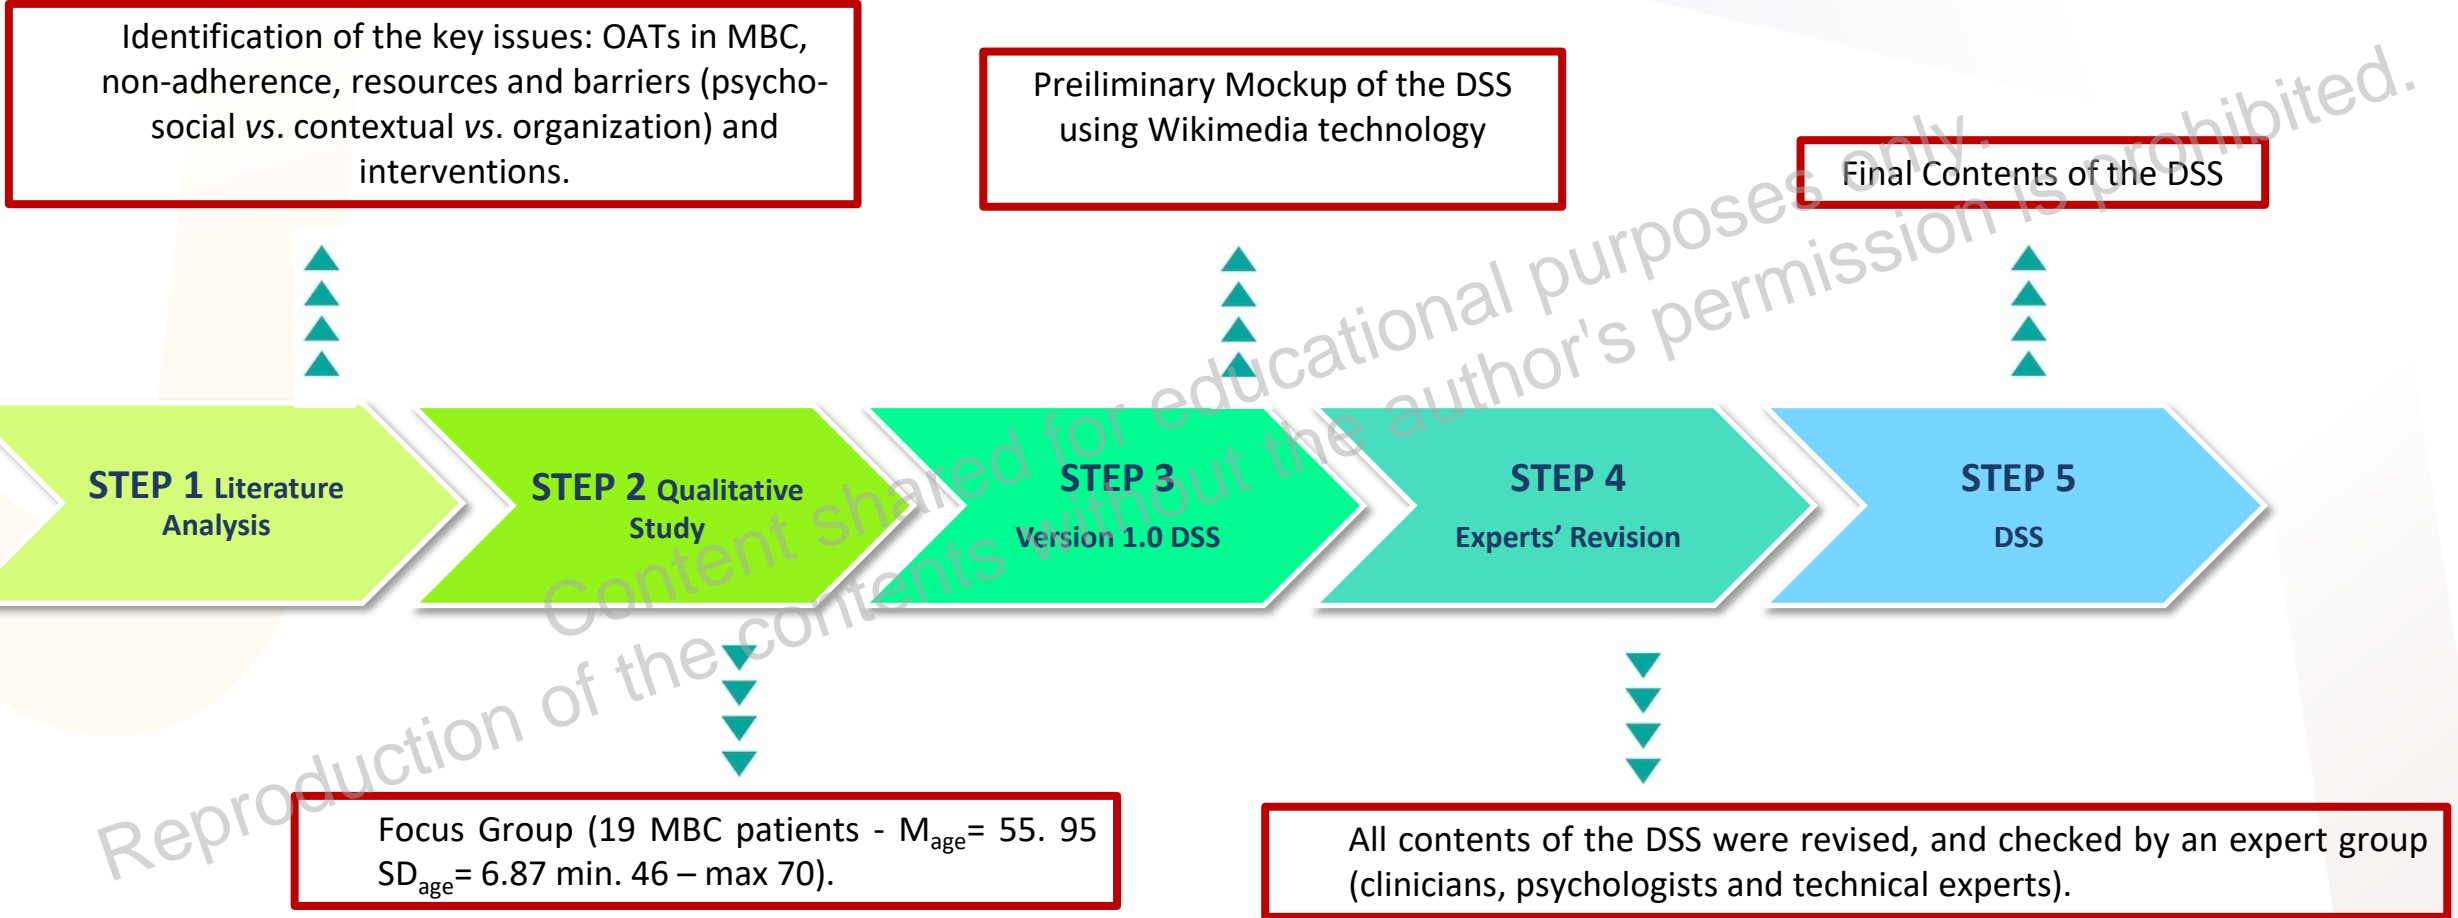 Identification of the key issues: OATs in MBC,
non-adherence, resources and barriers (psycho-
social vs. contextual vs. organization) and
interventions.
Preiliminary Mockup of the DSS
using Wikimedia technology
Final Contents of the DSS
STEP 1 Literature
Analysis
STEP 2 Qualitative
Study
STEP 3
Version 1.0 DSS
STEP 4
Experts’ Revision
STEP 5
DSS
Focus Group (19 MBC patients - Mage= 55. 95
SDage= 6.87 min. 46 – max 70).
All contents of the DSS were revised, and checked by an expert group
(clinicians, psychologists and technical experts).
Content shared for educational purposes only.
Reproduction of the contents without the author's permission is prohibited.